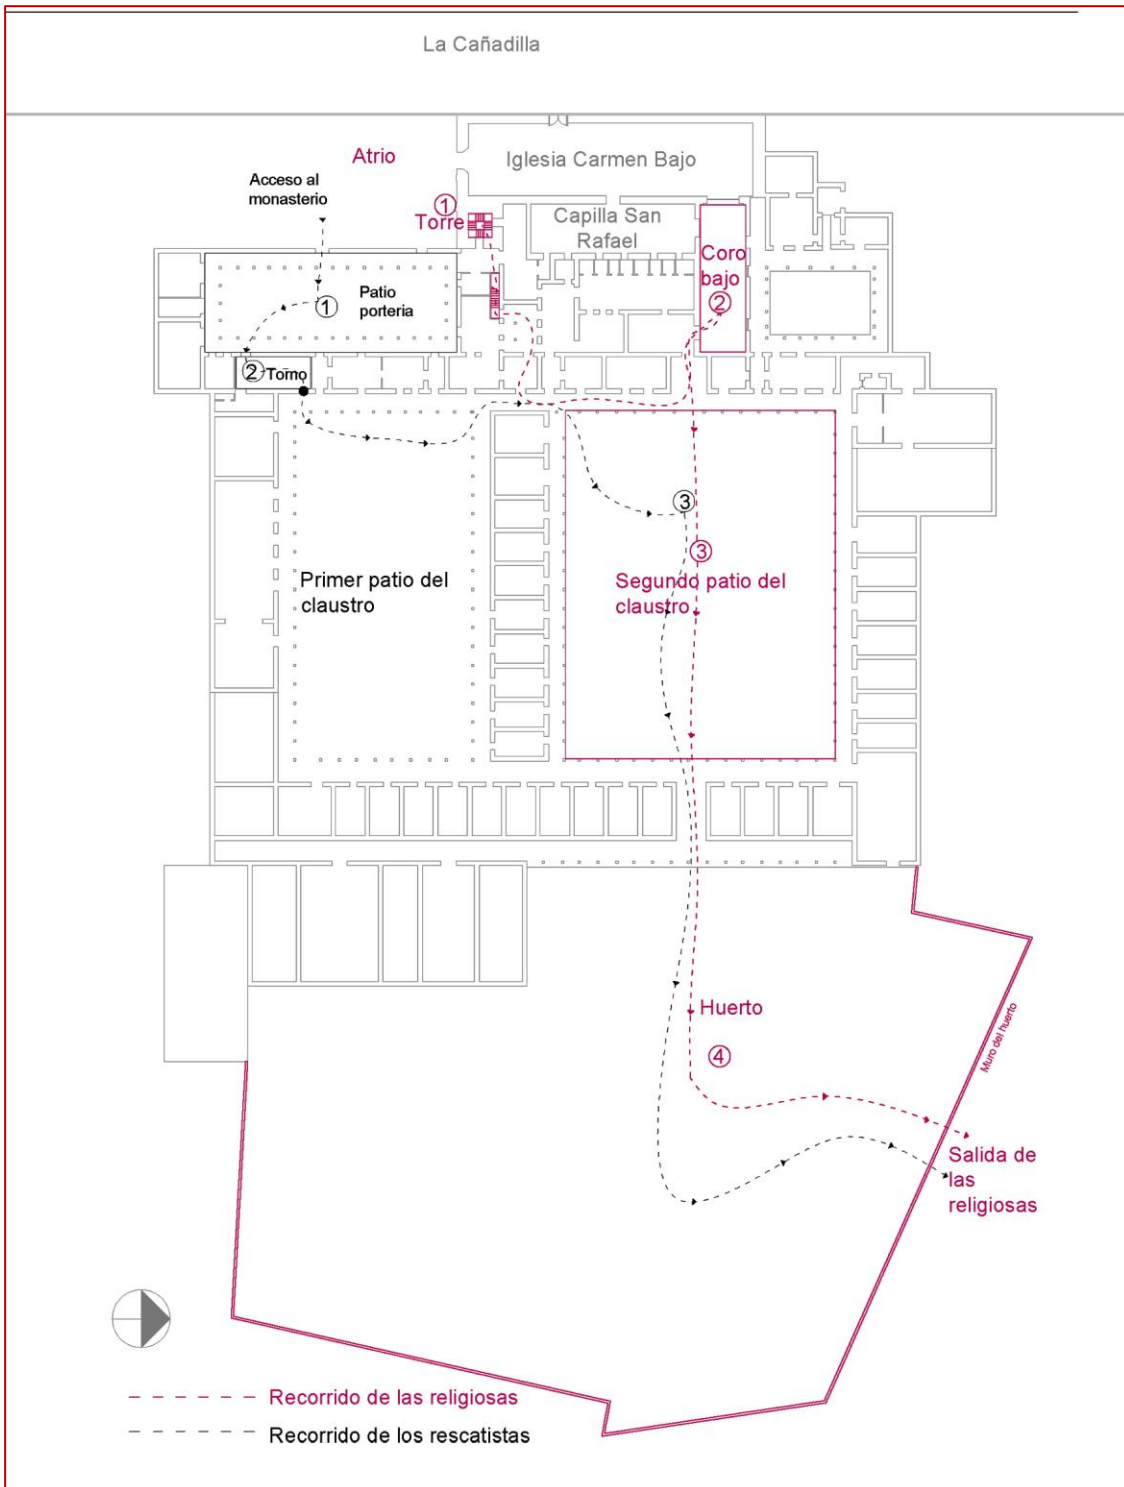 La Cañadilla
Atrio
Iglesia Carmen Bajo
Acceso al
monasterio
1
Torre
Capilla San
Rafael
Coro
bajo
2
Patio
portería
1
2 Torno
3
3
Primer patio del
claustro
Segundo patio del
claustro
Huerto
4
Muro del huerto
Salida de
las
religiosas
Recorrido de las religiosas
Recorrido de los rescatistas